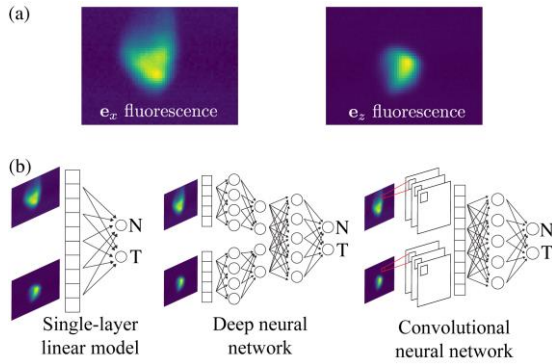 (a)
e_x fluorescence
e_z fluorescence
(b)
N
T
N
T
N
T
Single-layer
linear model
Deep neural
network
Convolutional
neural network